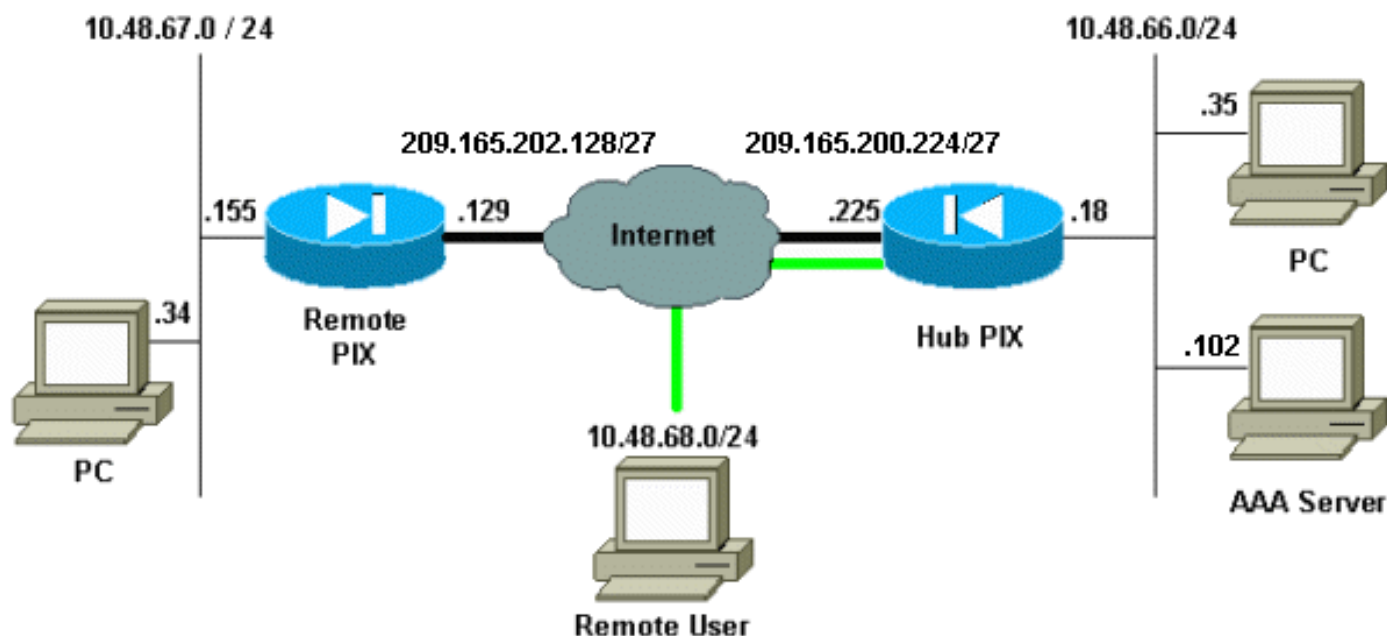 10.48.67.0 / 24
10.48.66.0/24
.35
209.165.202.128/27
209.165.200.224/27
.155
.129
Internet
.225
.18
PC
.34
Remote
PIX
Hub PIX
.102
PC
10.48.68.0/24
AAA Server
Remote User